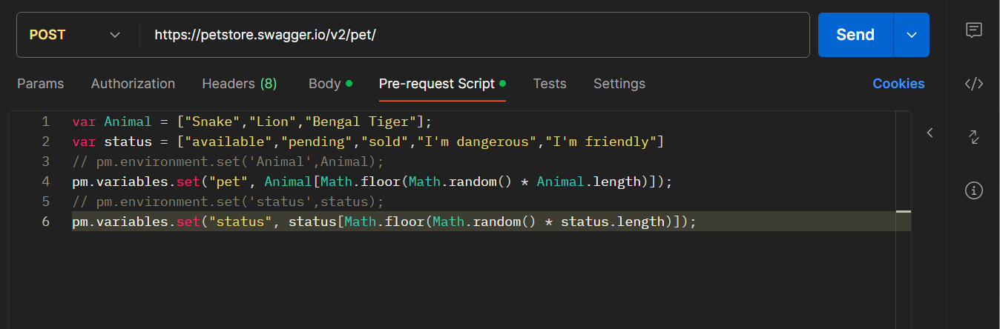 POST https://petstore.swagger.io/v2/pet/ Send
Params Authorization Headers (8) Body Pre-request Script Tests Settings Cookies
1 var Animal = ["Snake","Lion","Bengal Tiger"];
2 var status = ["available","pending","sold","I'm dangerous","I'm friendly"]
3 // pm.environment.set('Animal',Animal);
4 pm.variables.set("pet", Animal[Math.floor(Math.random() * Animal.length)]);
5 // pm.environment.set('status',status);
6 pm.variables.set("status", status[Math.floor(Math.random() * status.length)]);